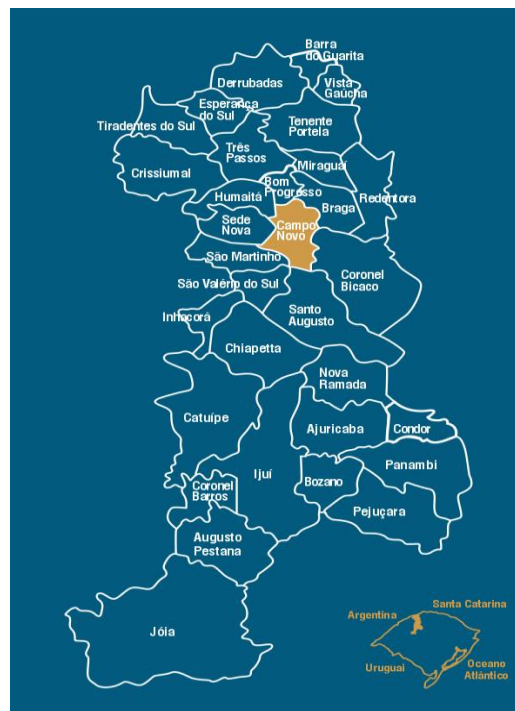 Barra
do Guarita
Derrubadas
Vista
Gaúcha
Esperança
do Sul
Tenente
Portela
Tiradentes do Sul
Três
Passos
Miraguaí
Crissiumal
Bom
Progresso
Humaitá
Redentora
Braga
Sede
Nova
Campo
Novo
São Martinho
Coronel
Bicaco
São Valério do Sul
Santo
Augusto
Inhacorá
Chiapetta
Nova
Ramada
Catuípe
Ajuricaba
Condor
Panambi
Ijuí
Coronel
Barros
Bozano
Pejuçara
Augusto
Pestana
Jóia
Santa Catarina
Argentina
Uruguai
Oceano
Atlântico